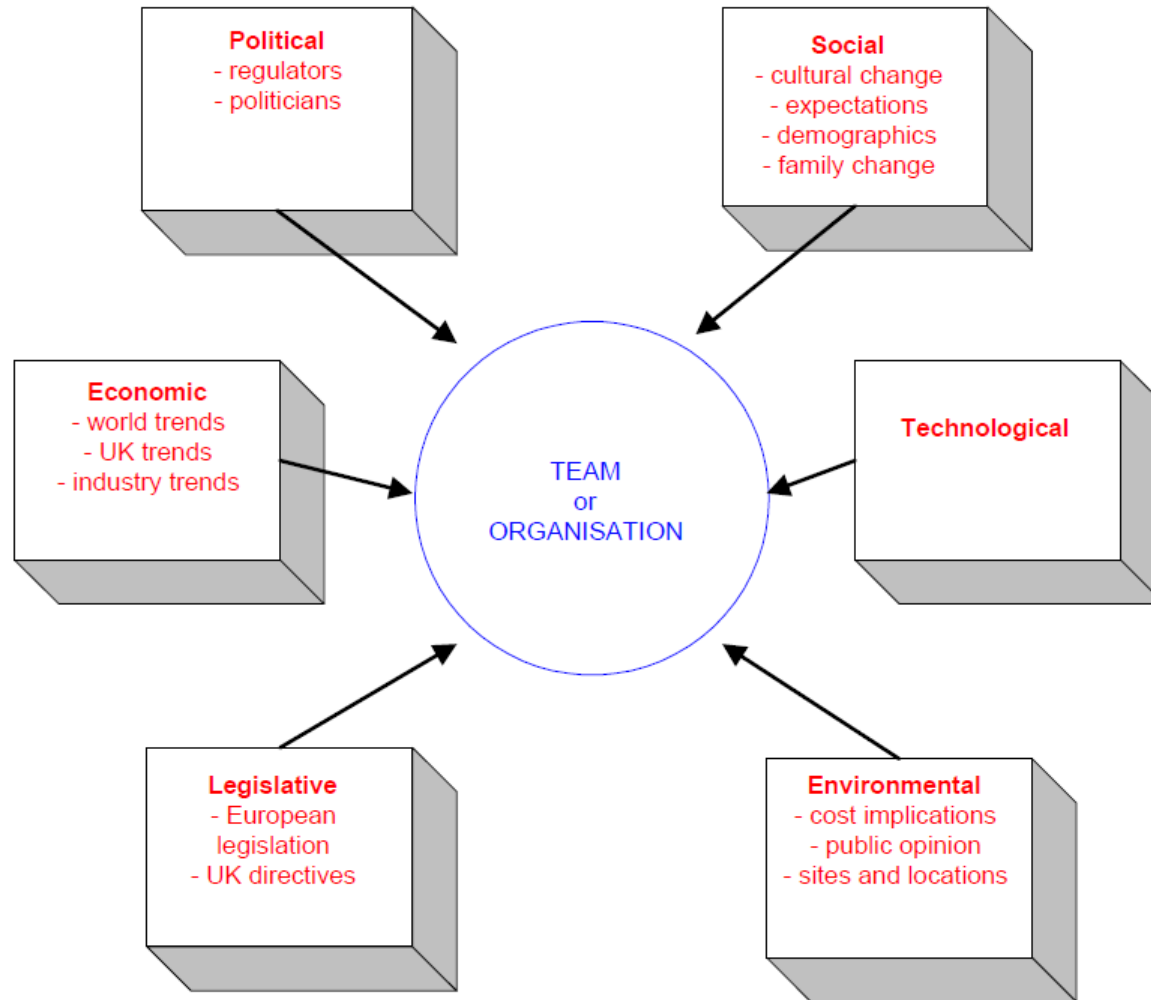 Political
- regulators
- politicians
Social
- cultural change
- expectations
- demographics
- family change
Economic
- world trends
- UK trends
- industry trends
TEAM
or
ORGANISATION
Technological
Legislative
- European
legislation
- UK directives
Environmental
- cost implications
- public opinion
- sites and locations